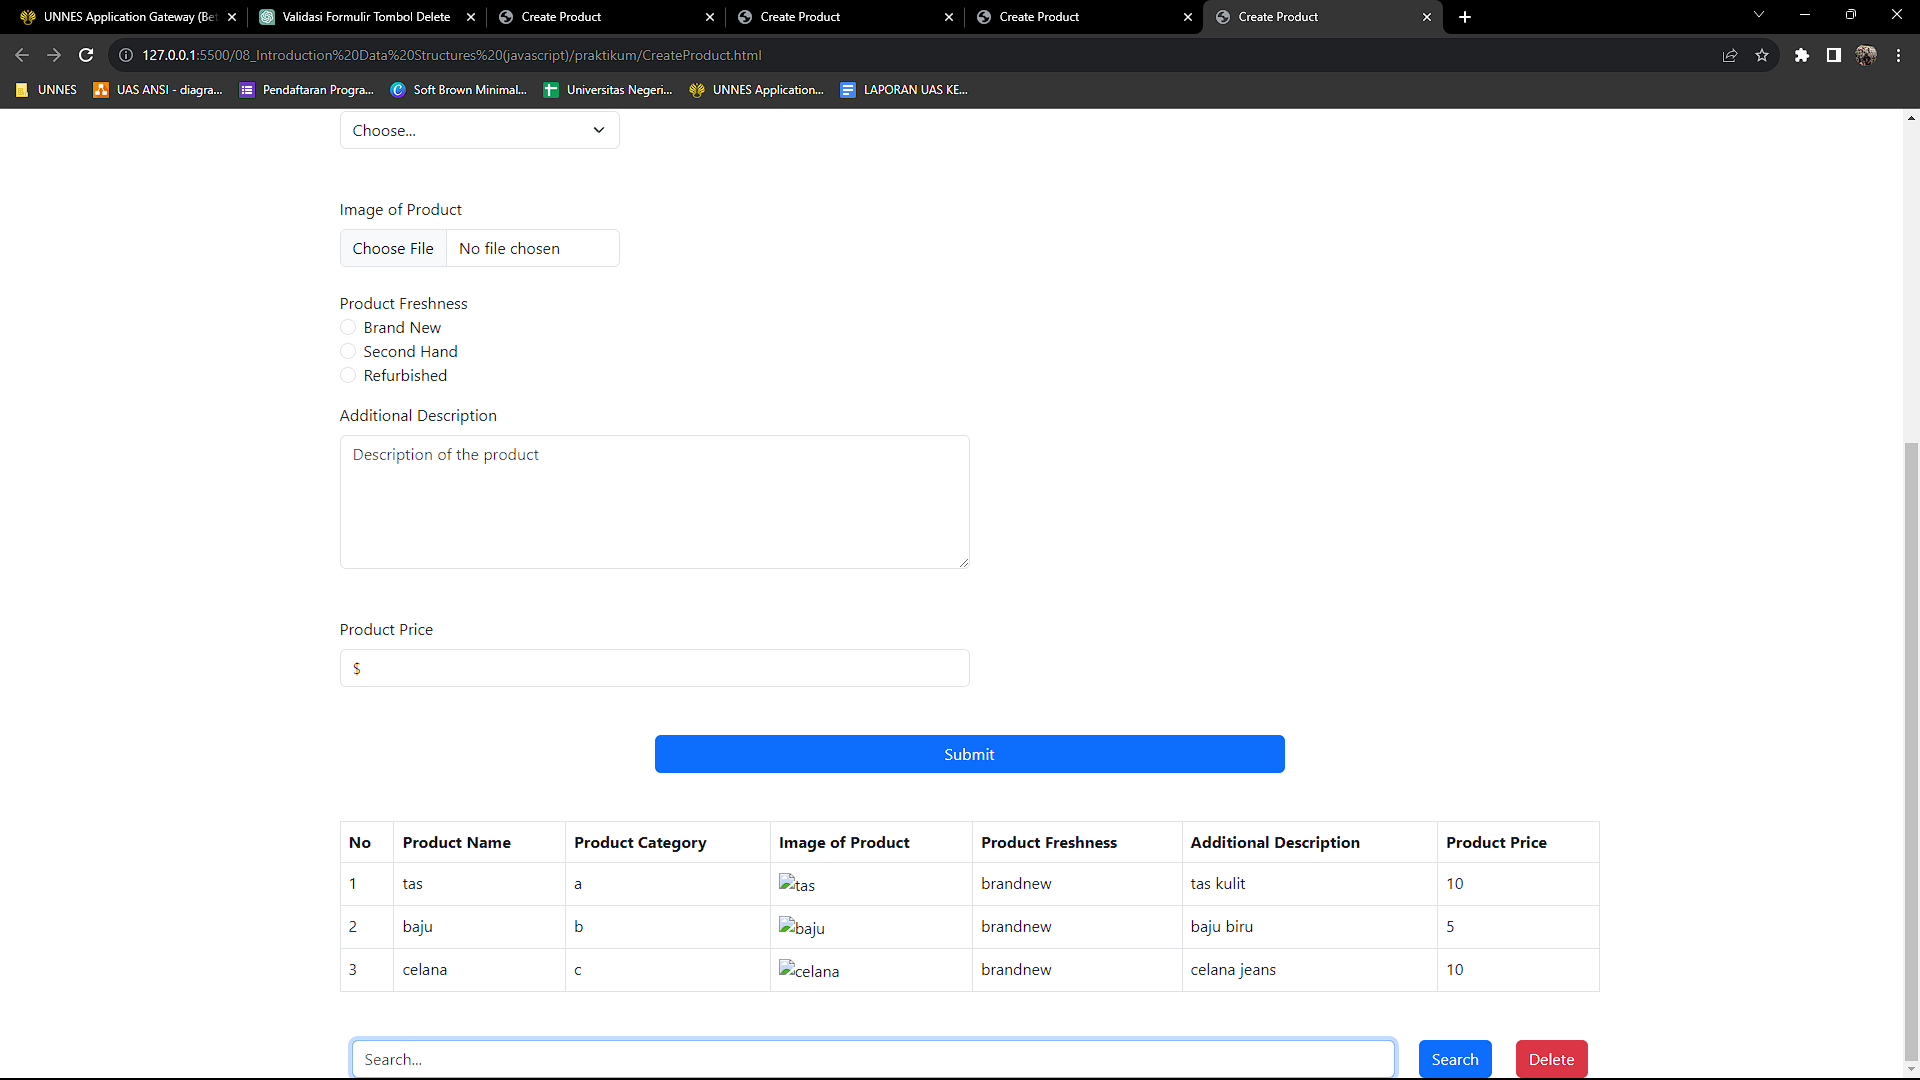 UNNES Application Gateway (Bet
Validasi Formulir Tombol Delete
Create Product
Create Product
Create Product
Create Product
127.0.0.1:5500/08_Introduction%20Data%20Structures%20(javascript)/praktikum/CreateProduct.html
UNNES
UAS ANSI - diagra...
Pendaftaran Progra...
Soft Brown Minimal...
Universitas Negeri...
UNNES Application...
LAPORAN UAS KE...
Choose...
Image of Product
Choose File No file chosen
Product Freshness
Brand New
Second Hand
Refurbished
Additional Description
Description of the product
Product Price
$
Submit
No Product Name Product Category Image of Product Product Freshness Additional Description Product Price
1 tas a tas brandnew tas kulit 10
2 baju b baju brandnew baju biru 5
3 celana c celana brandnew celana jeans 10
Search... Search Delete